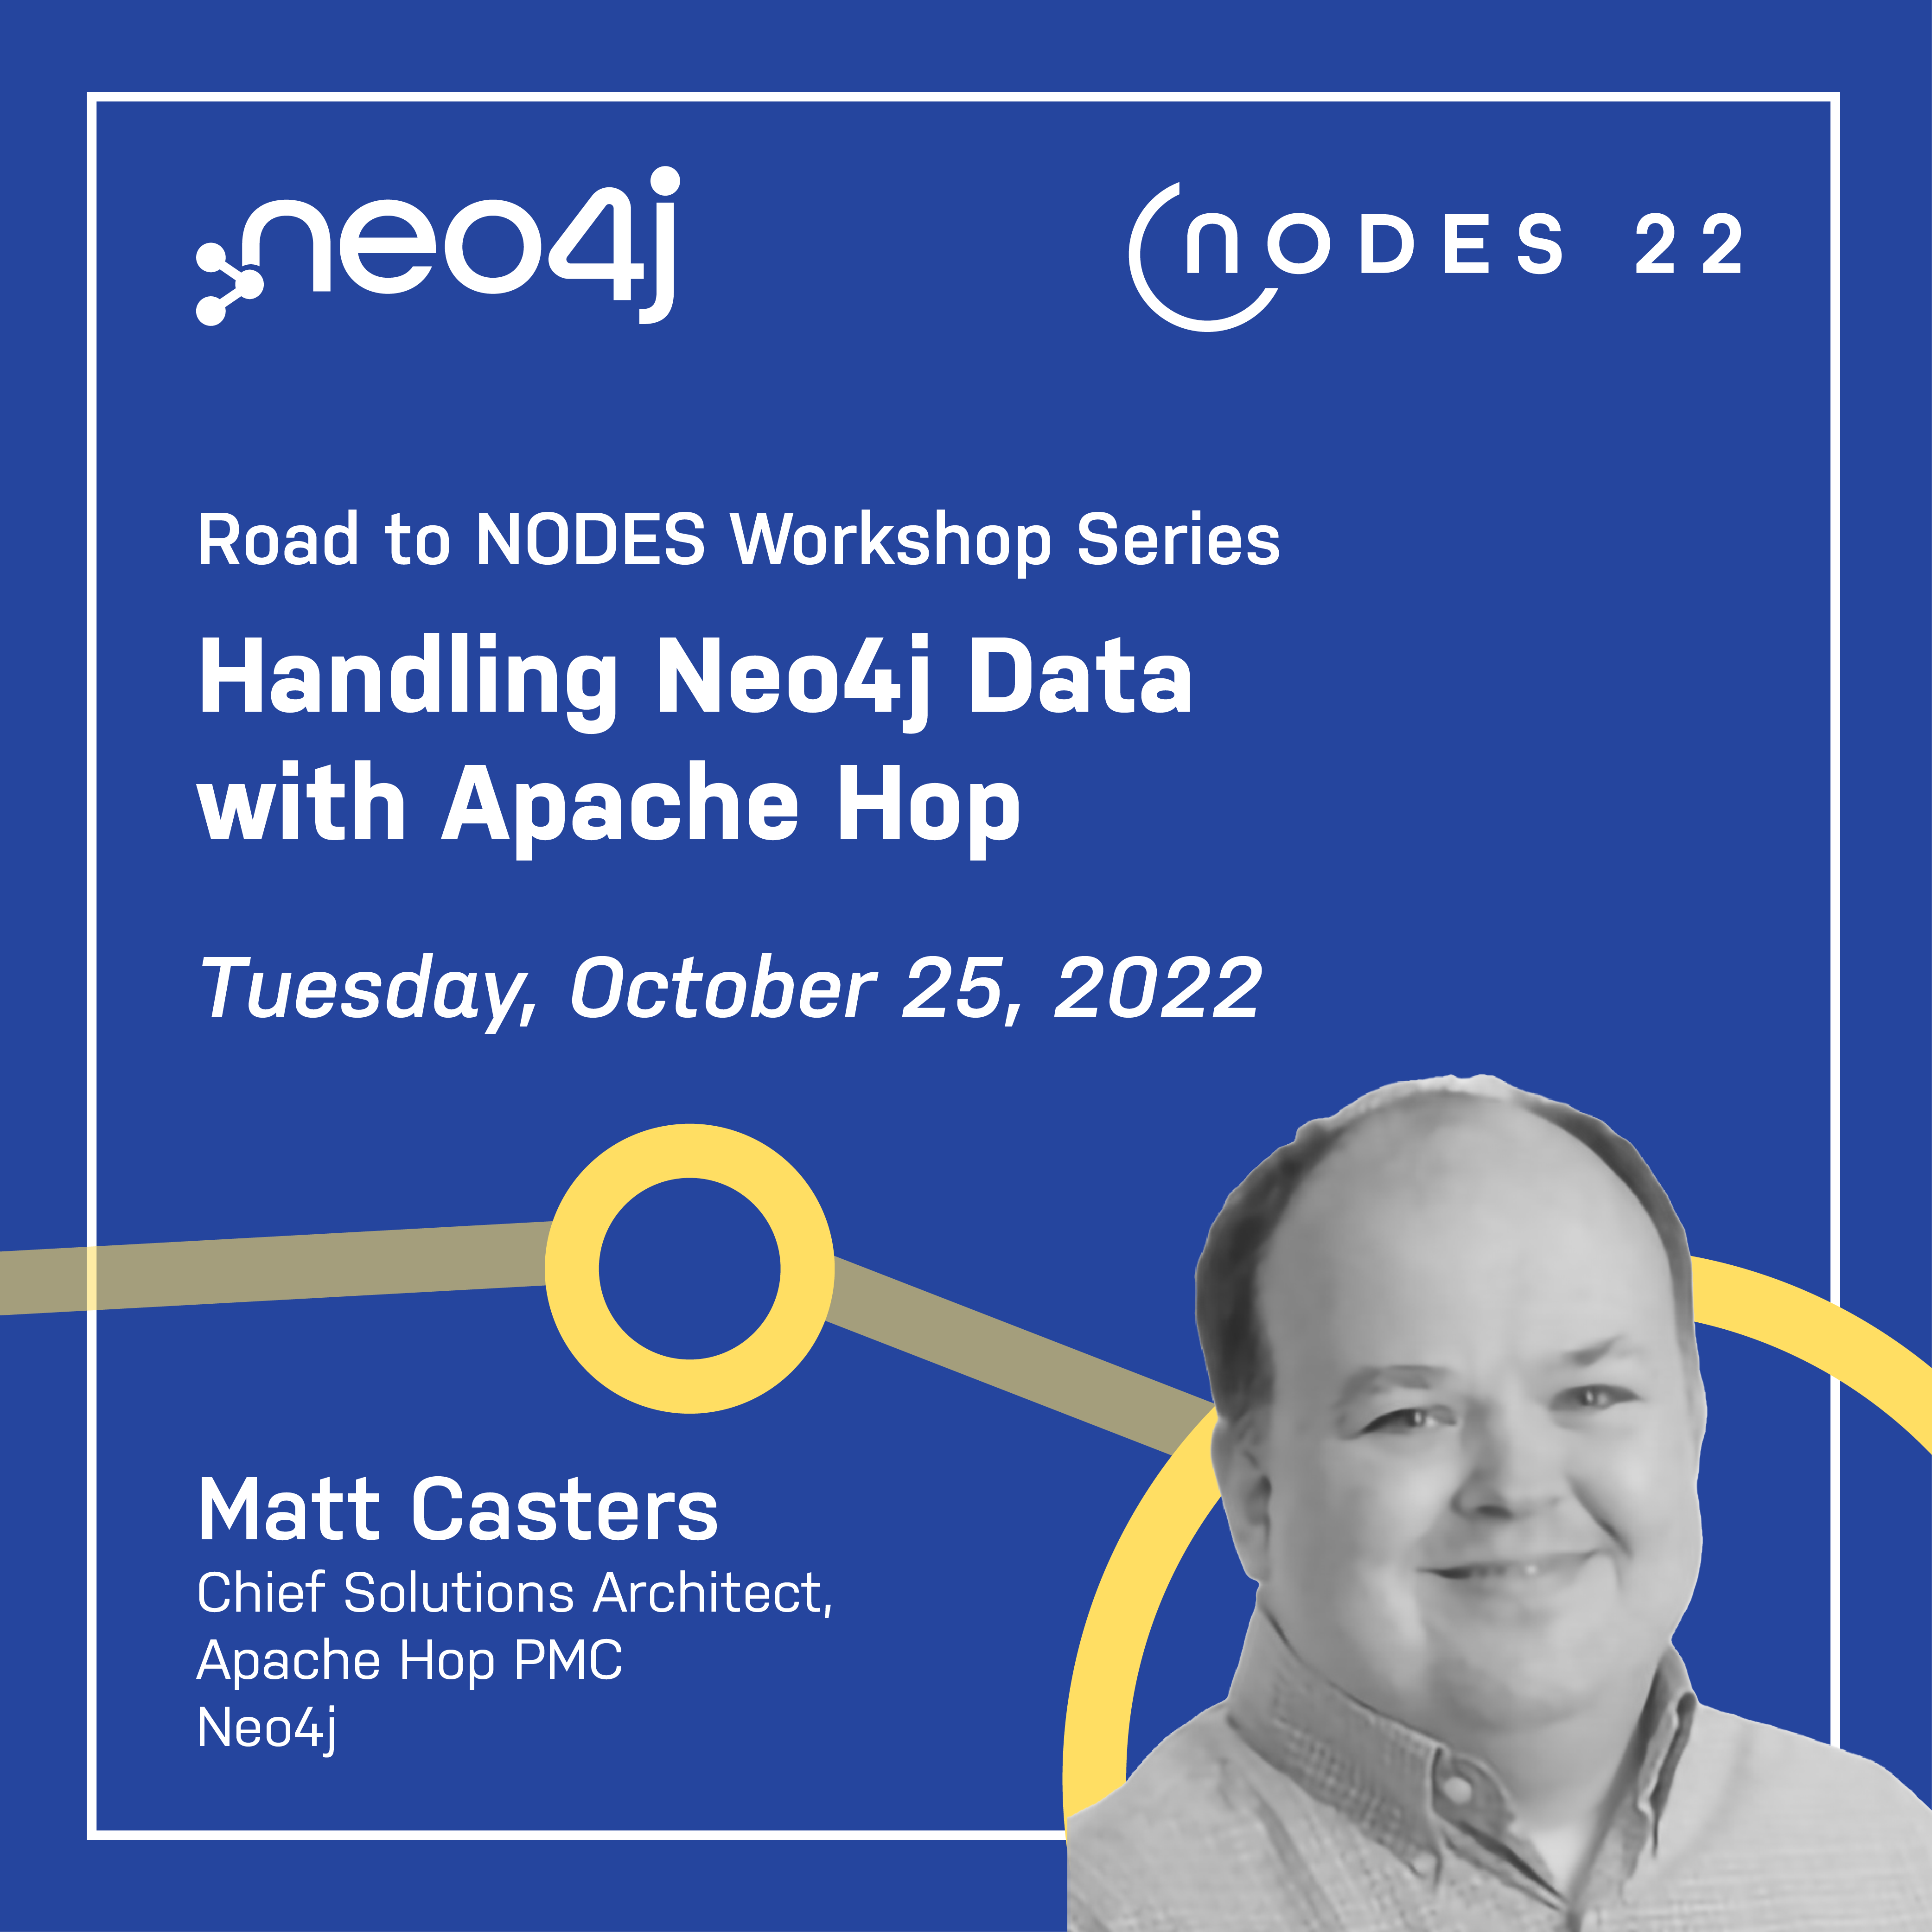 neo4j
NODES 22
Road to NODES Workshop Series
Handling Neo4j Data
with Apache Hop
Tuesday, October 25, 2022
Matt Casters
Chief Solutions Architect,
Apache Hop PMC
Neo4j